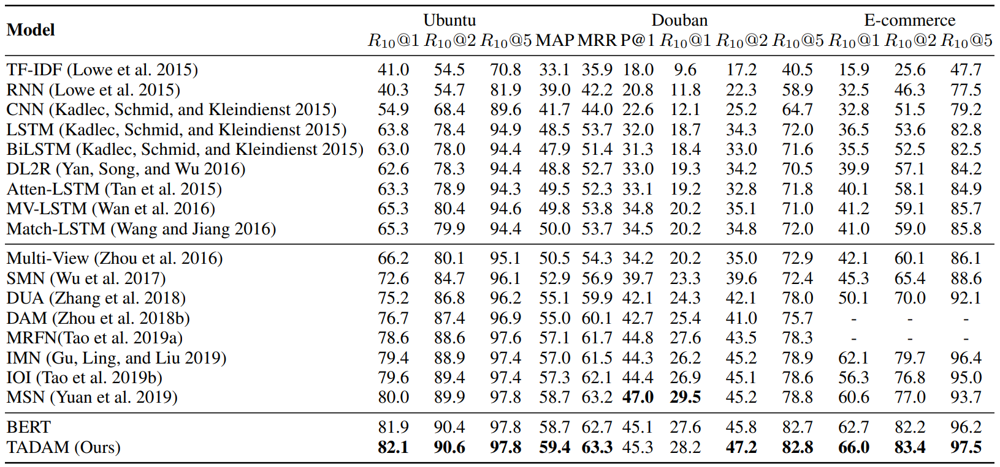 Model Ubuntu Douban E-commerce
R10@1 R10@2 R10@5 MAP MRR P@1 R10@1 R10@2 R10@5 R10@1 R10@2 R10@5
TF-IDF (Lowe et al. 2015) 41.0 54.5 70.8 33.1 35.9 18.0 9.6 17.2 40.5 15.9 25.6 47.7
RNN (Lowe et al. 2015) 40.3 54.7 81.9 39.0 42.2 20.8 11.8 22.3 58.9 32.5 46.3 77.5
CNN (Kadlec, Schmid, and Kleindienst 2015) 54.9 68.4 89.6 41.7 44.0 22.6 12.1 25.2 64.7 32.8 51.5 79.2
LSTM (Kadlec, Schmid, and Kleindienst 2015) 63.8 78.4 94.9 48.5 53.7 32.0 18.7 34.3 72.0 36.5 53.6 82.8
BiLSTM (Kadlec, Schmid, and Kleindienst 2015) 63.0 78.0 94.4 47.9 51.4 31.3 18.4 33.0 71.6 35.5 52.5 82.5
DL2R (Yan, Song, and Wu 2016) 62.6 78.3 94.4 48.8 52.7 33.0 19.3 34.2 70.5 39.9 57.1 84.2
Atten-LSTM (Tan et al. 2015) 63.3 78.9 94.3 49.5 52.3 33.1 19.2 32.8 71.8 40.1 58.1 84.9
MV-LSTM (Wan et al. 2016) 65.3 80.4 94.6 49.8 53.8 34.8 20.2 35.1 71.0 41.2 59.1 85.7
Match-LSTM (Wang and Jiang 2016) 65.3 79.9 94.4 50.0 53.7 34.5 20.2 34.8 72.0 41.0 59.0 85.8
Multi-View (Zhou et al. 2016) 66.2 80.1 95.1 50.5 54.3 34.2 20.2 35.0 72.9 42.1 60.1 86.1
SMN (Wu et al. 2017) 72.6 84.7 96.1 52.9 56.9 39.7 23.3 39.6 72.4 45.3 65.4 88.6
DUA (Zhang et al. 2018) 75.2 86.8 96.2 55.1 59.9 42.1 24.3 42.1 78.0 50.1 70.0 92.1
DAM (Zhou et al. 2018b) 76.7 87.4 96.9 55.0 60.1 42.7 25.4 41.0 75.7 - - -
MRFN(Tao et al. 2019a) 78.6 88.6 97.6 57.1 61.7 44.8 27.6 43.5 78.3 - - -
IMN (Gu, Ling, and Liu 2019) 79.4 88.9 97.4 57.0 61.5 44.3 26.2 45.2 78.9 62.1 79.7 96.4
IOI (Tao et al. 2019b) 79.6 89.4 97.4 57.3 62.1 44.4 26.9 45.1 78.6 56.3 76.8 95.0
MSN (Yuan et al. 2019) 80.0 89.9 97.8 58.7 63.2 47.0 29.5 45.2 78.8 60.6 77.0 93.7
BERT 81.9 90.4 97.8 58.7 62.7 45.1 27.6 45.8 82.7 62.7 82.2 96.2
TADAM (Ours) 82.1 90.6 97.8 59.4 63.3 45.3 28.2 47.2 82.8 66.0 83.4 97.5